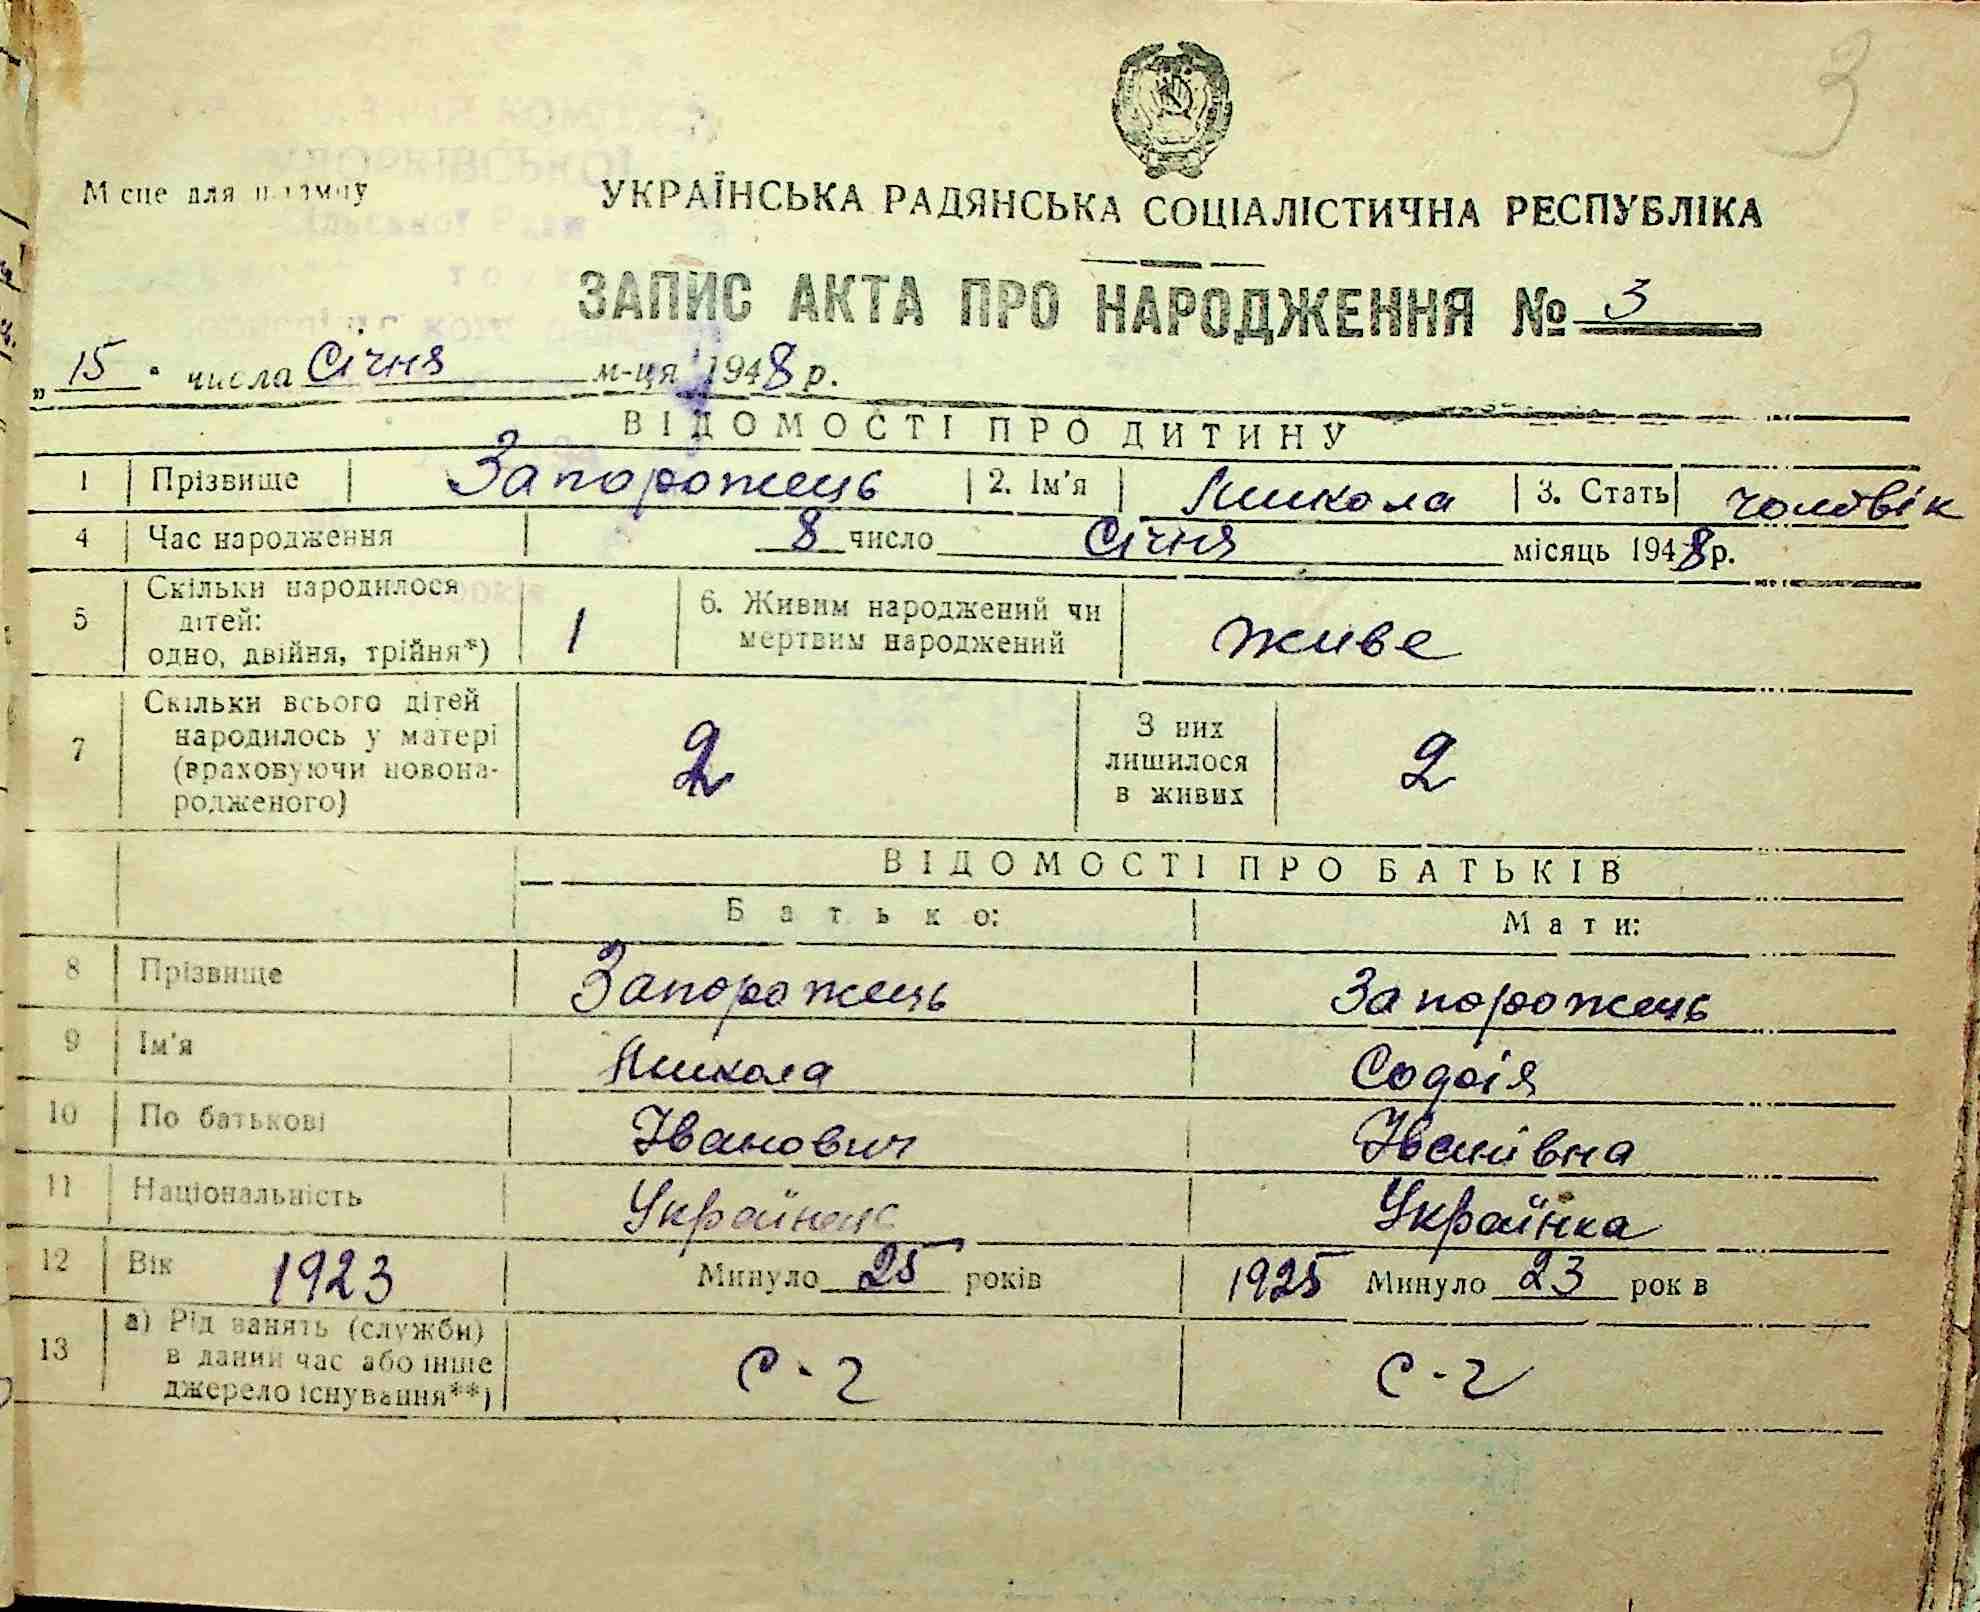 3
Місце для штампу
УКРАЇНСЬКА РАДЯНСЬКА СОЦІАЛІСТИЧНА РЕСПУБЛІКА
ЗАПИС АКТА ПРО НАРОДЖЕННЯ № 3
„15" числа Січня м-ця 1948 р.
ВІДОМОСТІ ПРО ДИТИНУ
1 Прізвище Запорожець 2. Ім'я Микола 3. Стать чоловік
4 Час народження 8 число Січня місяць 1948 р.
5 Скільки народилося дітей: одно, двійня, трійня*) 1 6. Живим народжений чи мертвим народжений живе
7 Скільки всього дітей народилось у матері (враховуючи новонародженого) 2 З них лишилося в живих 2
ВІДОМОСТІ ПРО БАТЬКІВ
Батько: Мати:
8 Прізвище Запорожець Запорожець
9 Ім'я Микола Софія
10 По батькові Іванович Іванівна
11 Національність Українець Українка
12 Вік 1923 Минуло 25 років 1925 Минуло 23 рок в
13 а) Рід занять (служби) в даний час або інше джерело існування**) с-г с-г